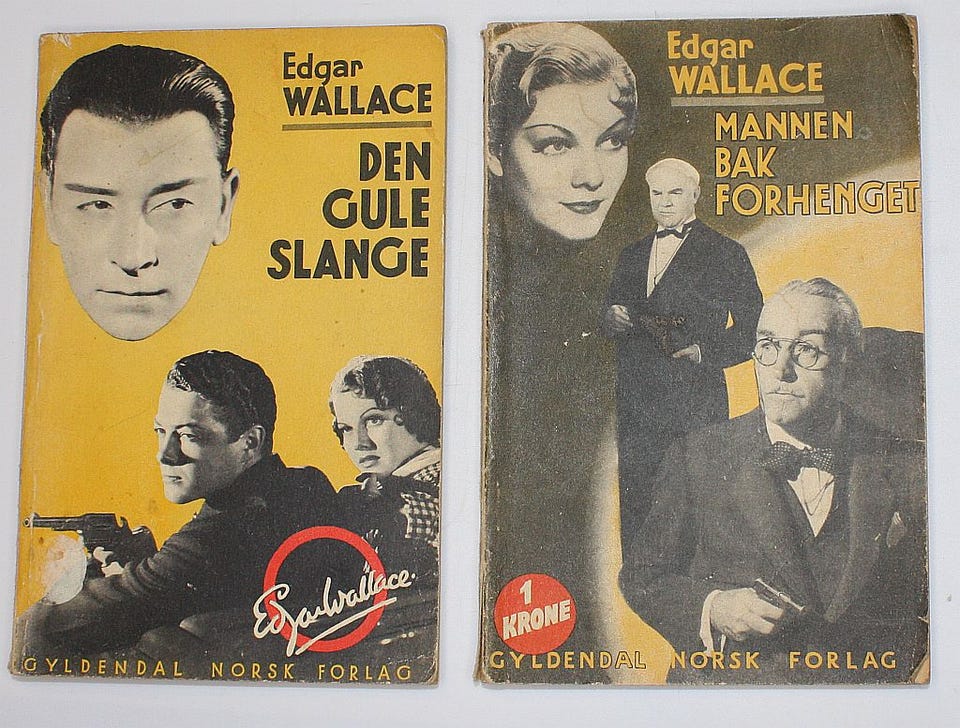 Edgar
WALLACE
DEN
GULE
SLANGE
Edgar Wallace.
GYLDENDAL NORSK FORLAG
Edgar
WALLACE
MANNEN
BAK
FORHENGET
1
KRONE
GYLDENDAL NORSK FORLAG